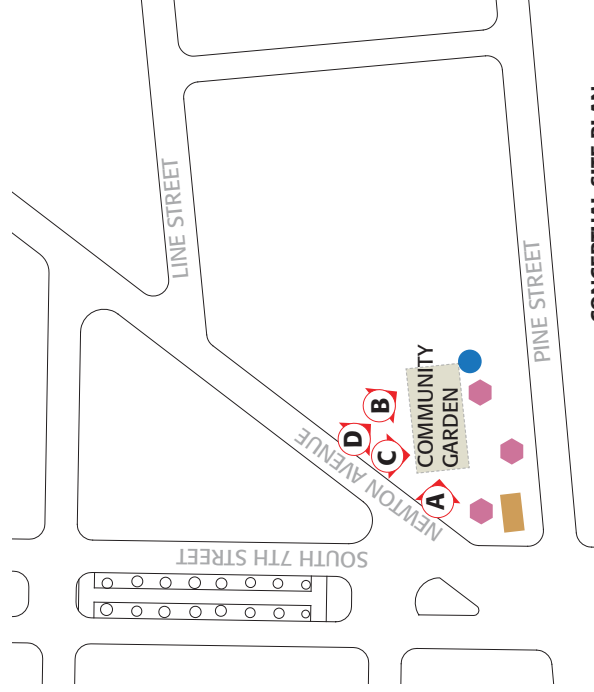 LINE STREET
PINE STREET
COMMUNITY
GARDEN
B
D
C
A
NEWTON AVENUE
SOUTH 7TH STREET